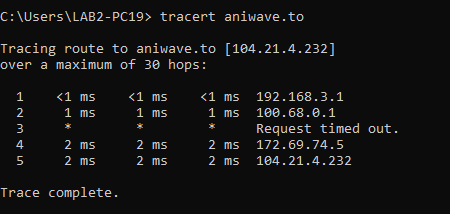 C:\Users\LAB2-PC19> tracert aniwave.to
Tracing route to aniwave.to [104.21.4.232]
over a maximum of 30 hops:
1 <1 ms <1 ms <1 ms 192.168.3.1
2 1 ms 1 ms 1 ms 100.68.0.1
3 * * * Request timed out.
4 2 ms 2 ms 2 ms 172.69.74.5
5 2 ms 2 ms 2 ms 104.21.4.232
Trace complete.